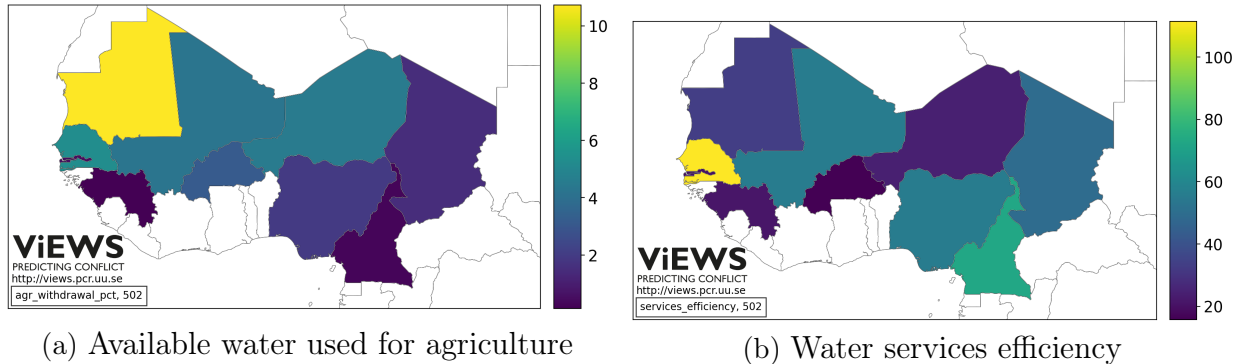 10
8
6
4
2
ViEWS
PREDICTING CONFLICT
http://views.pcr.uu.se
agr_withdrawal_pct, 502
(a) Available water used for agriculture
100
80
60
40
20
ViEWS
PREDICTING CONFLICT
http://views.pcr.uu.se
services_efficiency, 502
(b) Water services efficiency